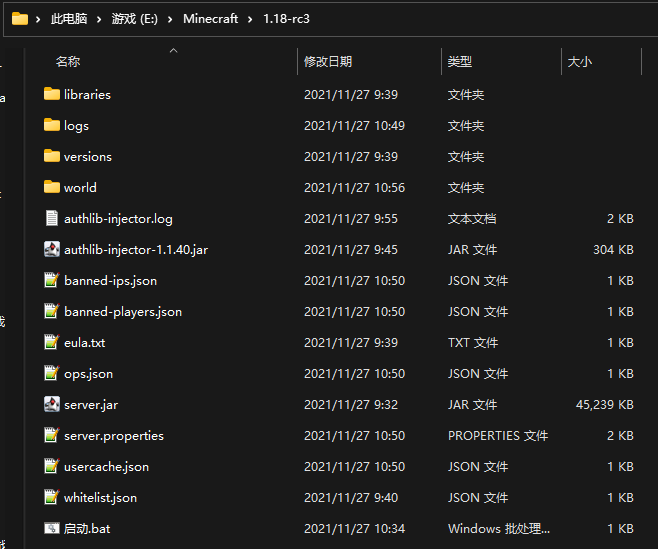 此电脑 > 游戏 (E:) > Minecraft > 1.18-rc3
名称 修改日期 类型 大小
libraries 2021/11/27 9:39 文件夹
logs 2021/11/27 10:49 文件夹
versions 2021/11/27 9:39 文件夹
world 2021/11/27 10:56 文件夹
authlib-injector.log 2021/11/27 9:55 文本文档 2 KB
authlib-injector-1.1.40.jar 2021/11/27 9:45 JAR 文件 304 KB
banned-ips.json 2021/11/27 10:50 JSON 文件 1 KB
banned-players.json 2021/11/27 10:50 JSON 文件 1 KB
eula.txt 2021/11/27 9:39 TXT 文件 1 KB
ops.json 2021/11/27 10:50 JSON 文件 1 KB
server.jar 2021/11/27 9:32 JAR 文件 45,239 KB
server.properties 2021/11/27 10:50 PROPERTIES 文件 2 KB
usercache.json 2021/11/27 10:50 JSON 文件 1 KB
whitelist.json 2021/11/27 9:40 JSON 文件 1 KB
启动.bat 2021/11/27 10:34 Windows 批处理... 1 KB